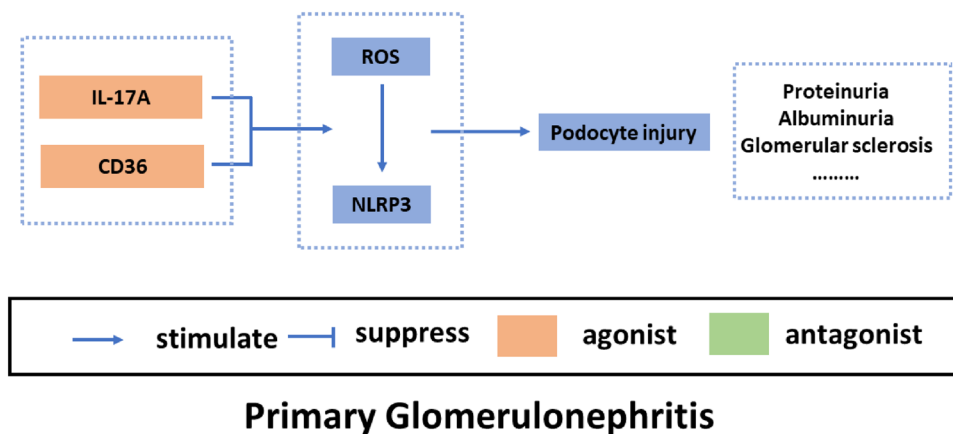 IL-17A
CD36
ROS
NLRP3
Podocyte injury
Proteinuria
Albuminuria
Glomerular sclerosis
………
stimulate
suppress
agonist
antagonist
Primary Glomerulonephritis